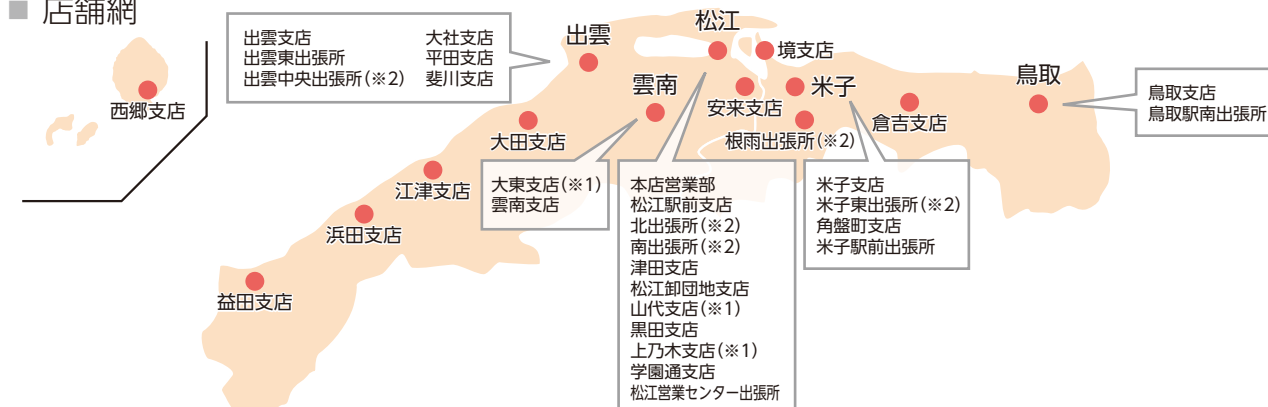 ■ 店舗網
西郷支店
出雲支店 大社支店
出雲東出張所 平田支店
出雲中央出張所(※2) 斐川支店
出雲
松江
境支店
雲南
安来支店
米子
倉吉支店
鳥取
鳥取支店
鳥取駅南出張所
大田支店
根雨出張所(※2)
江津支店
浜田支店
益田支店
大東支店(※1)
雲南支店
本店営業部
松江駅前支店
北出張所(※2)
南出張所(※2)
津田支店
松江卸団地支店
山代支店(※1)
黒田支店
上乃木支店(※1)
学園通支店
松江営業センター出張所
米子支店
米子東出張所(※2)
角盤町支店
米子駅前出張所